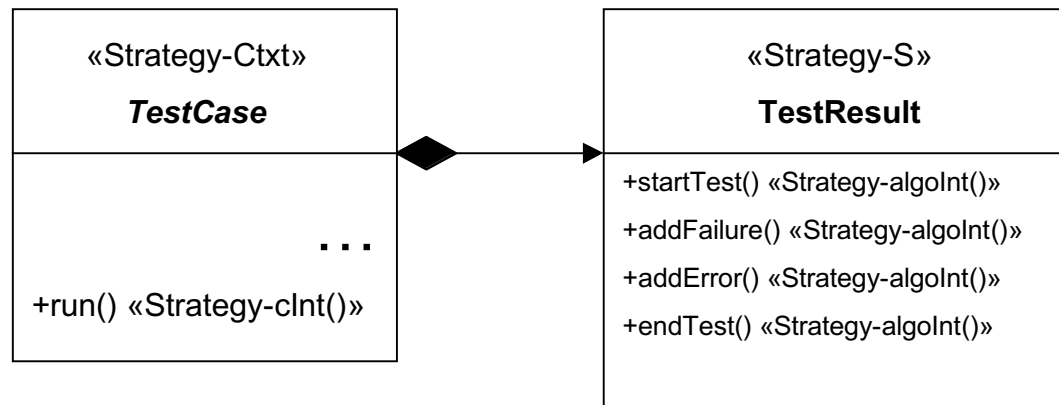 «Strategy-Ctxt»
TestCase
...
+run() «Strategy-cInt()»
«Strategy-S»
TestResult
+startTest() «Strategy-algoInt()»
+addFailure() «Strategy-algoInt()»
+addError() «Strategy-algoInt()»
+endTest() «Strategy-algoInt()»